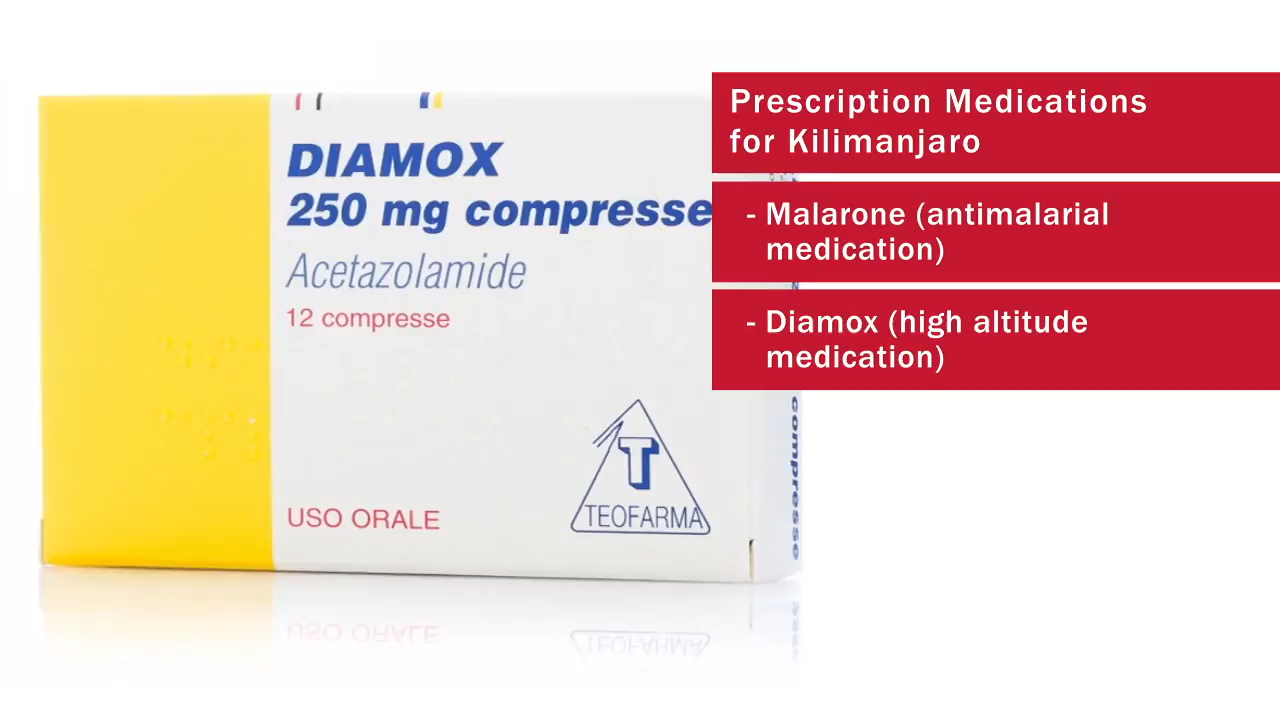 DIAMOX
250 mg compresse
Acetazolamide
12 compresse
USO ORALE
T
TEOFARMA
compresse
Prescription Medications
for Kilimanjaro
- Malarone (antimalarial
medication)
- Diamox (high altitude
medication)